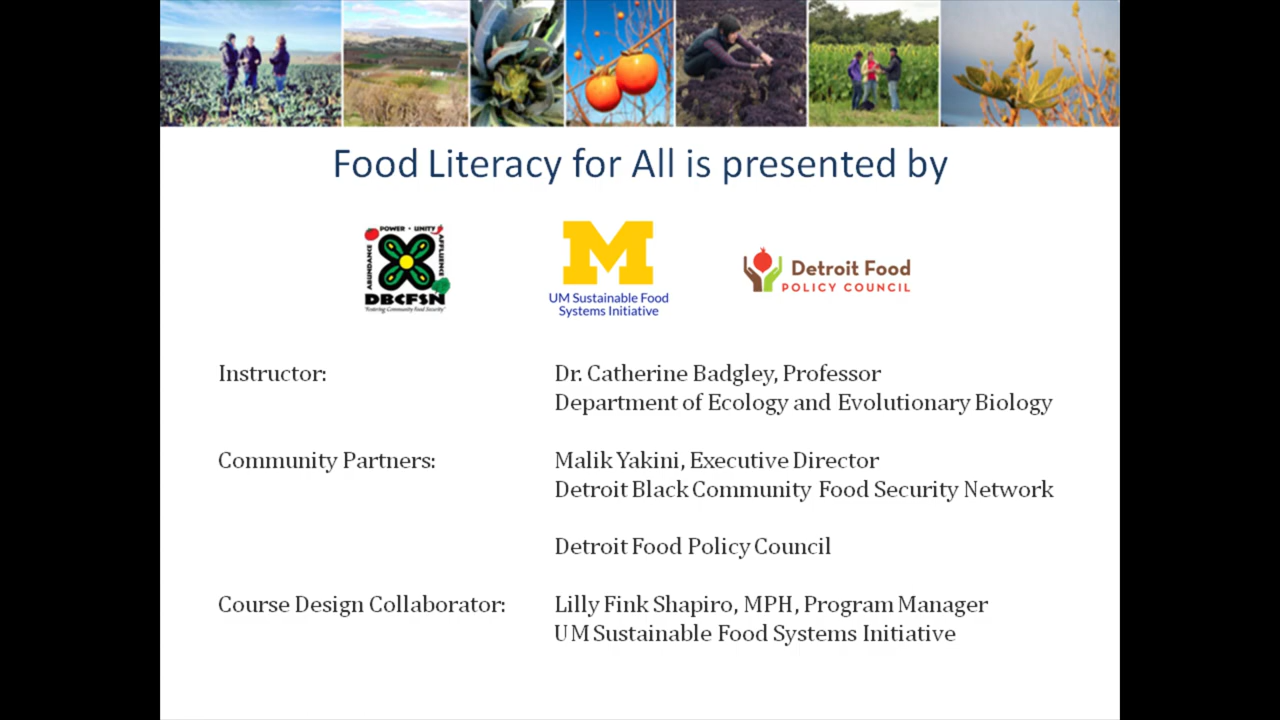 Food Literacy for All is presented by
POWER • UNITY
ABUNDANCE
AFFLUENCE
DBCFSN
"Fostering Community Food Security"
M
UM Sustainable Food
Systems Initiative
Detroit Food
POLICY COUNCIL
Instructor: Dr. Catherine Badgley, Professor
Department of Ecology and Evolutionary Biology
Community Partners: Malik Yakini, Executive Director
Detroit Black Community Food Security Network
Detroit Food Policy Council
Course Design Collaborator: Lilly Fink Shapiro, MPH, Program Manager
UM Sustainable Food Systems Initiative